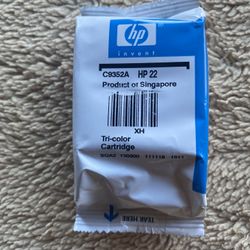 hp
invent
C9352A HP 22
Product of Singapore
XH
Tri-color
Cartridge
TEAR HERE